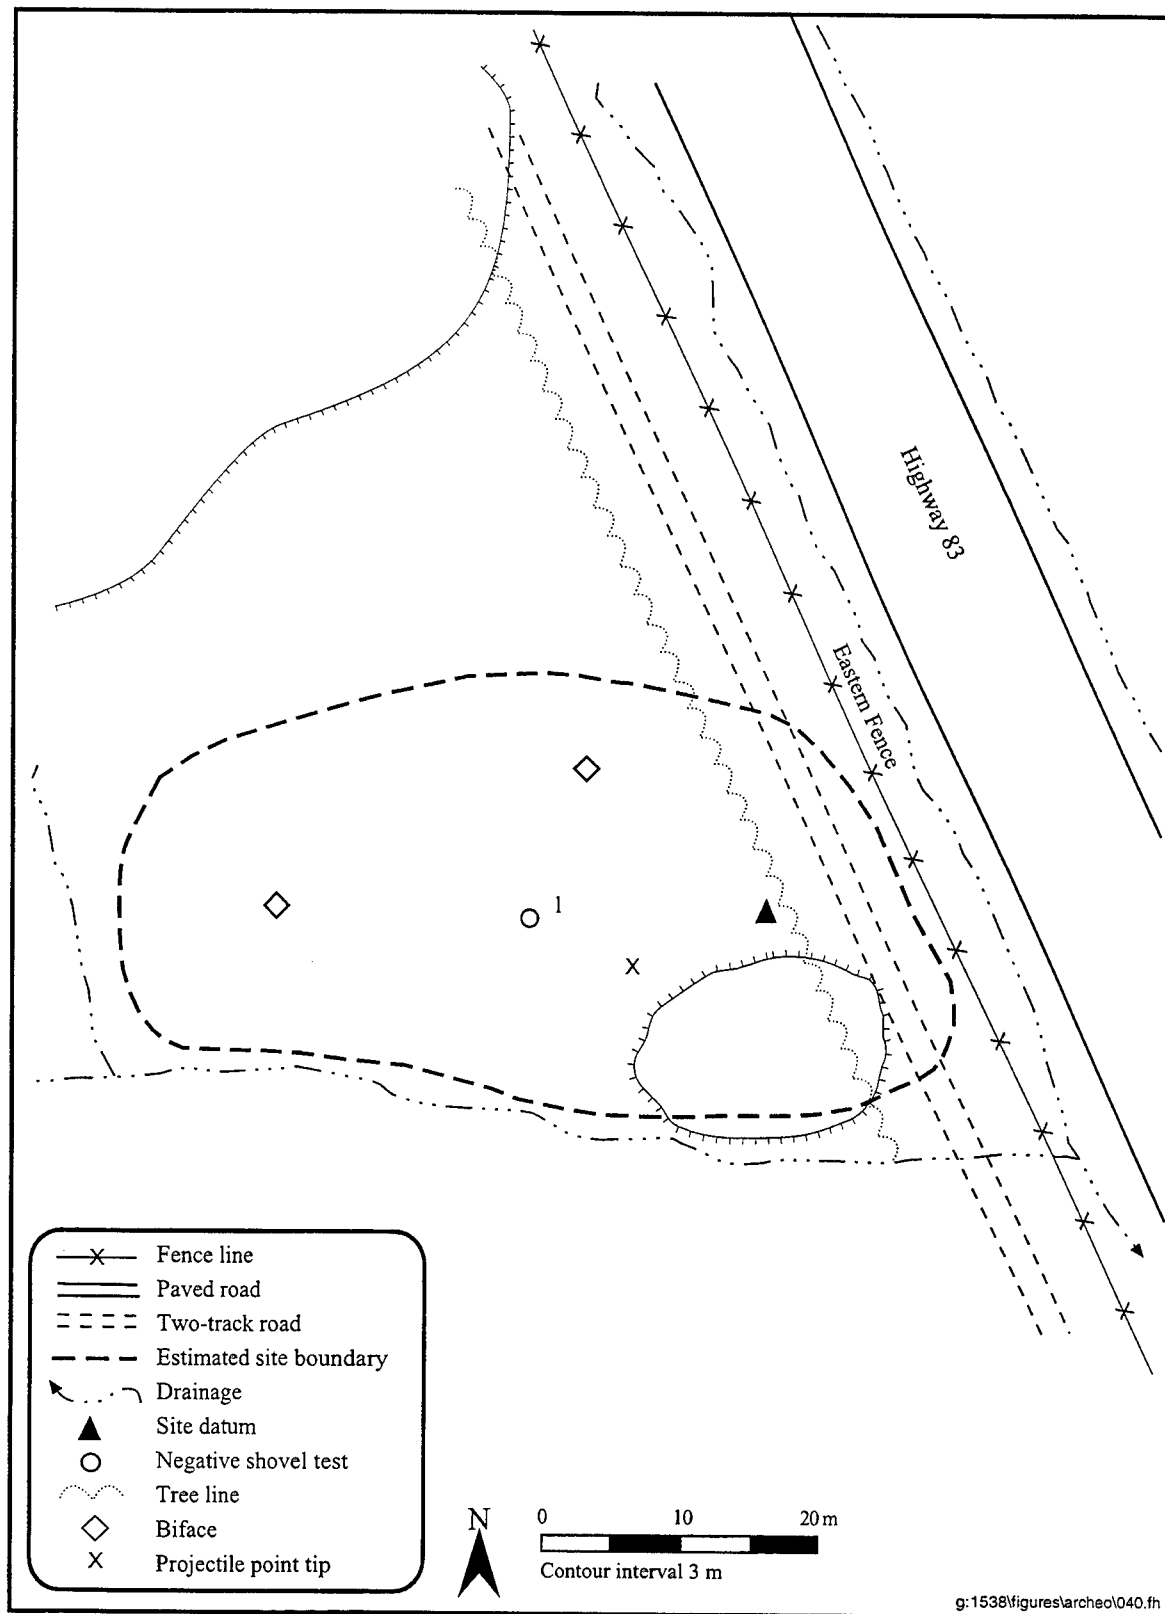 Highway 83
Eastern Fence
1
X Fence line
Paved road
Two-track road
Estimated site boundary
Drainage
Site datum
Negative shovel test
Tree line
Biface
X Projectile point tip
N
0 10 20 m
Contour interval 3 m
g:1538\figures\archeo\040.fh